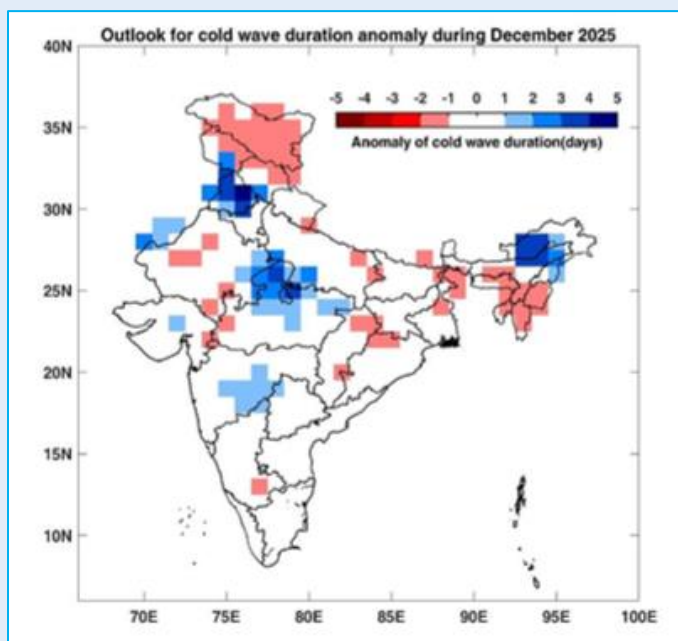 Outlook for cold wave duration anomaly during December 2025
40N
-5 -4 -3 -2 -1 0 1 2 3 4 5
Anomaly of cold wave duration(days)
35N
30N
25N
20N
15N
10N
70E 75E 80E 85E 90E 95E 100E